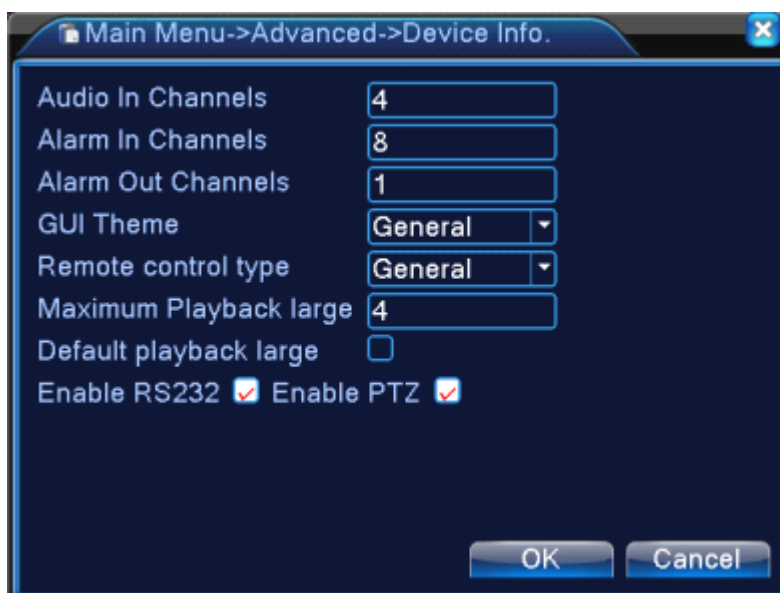 Main Menu->Advanced->Device Info.
Audio In Channels 4
Alarm In Channels 8
Alarm Out Channels 1
GUI Theme General
Remote control type General
Maximum Playback large 4
Default playback large
Enable RS232 Enable PTZ
OK Cancel